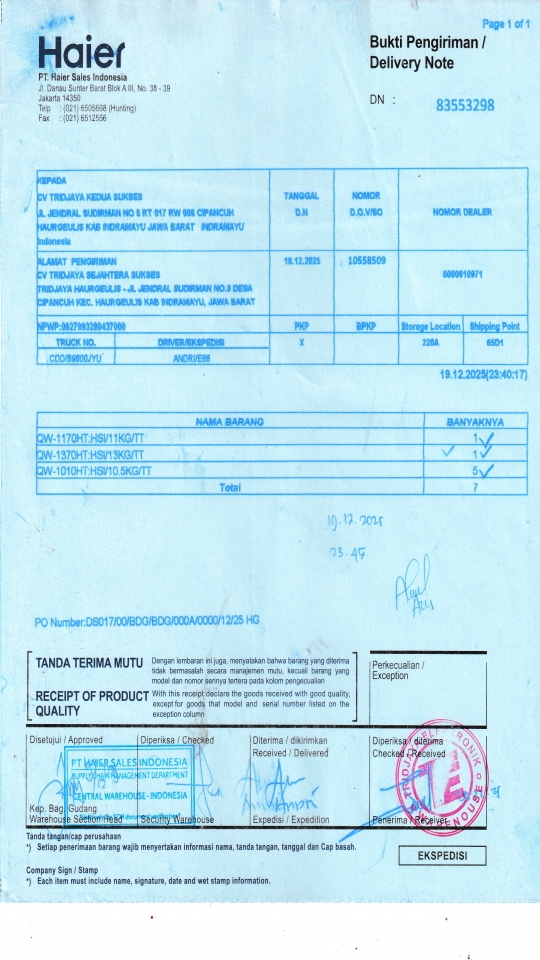 Page 1 of 1
Haier
Bukti Pengiriman /
Delivery Note
PT. Haier Sales Indonesia
Jl. Danau Sunter Barat Blok A III, No. 38 - 39
Jakarta 14350
Telp : (021) 6505668 (Hunting)
Fax : (021) 6512556
DN : 83553298
KEPADA
CV TRIDJAYA KEDUA SUKSES
JL JENDRAL SUDIRMAN NO 8 RT 017 RW 008 CIPANCUH
HAURGEULIS KAB INDRAMAYU JAWA BARAT INDRAMAYU
Indonesia
TANGGAL
D.N
NOMOR
D.O.V/SO
NOMOR DEALER
ALAMAT PENGIRIMAN
CV TRIDJAYA SEJAHTERA SUKSES
TRIDJAYA HAURGEULIS - JL JENDRAL SUDIRMAN NO.8 DESA
CIPANCUH KEC. HAURGEULIS KAB INDRAMAYU, JAWA BARAT
19.12.2025
10558509
NPWP:0627993280437000
PKP
BPKP
Storege Location
Shipping Point
TRUCK NO.
DRIVER/EKSPEDISI
X
220A
65D1
ANDRI/E86
19.12.2025(23:40:17)
NAMA BARANG
BANYAKNYA
QW-1170HT:HSI/11KG/TT 1
QW-1370HT:HSI/13KG/TT 1
QW-1010HT:HSI/10.5KG/TT 5
Total 7
19.12.2025
23.45
PO Number:DS017/00/BDG/BDG/000A/0000/12/25 HG
TANDA TERIMA MUTU
Dengan lembaran ini juga, menyatakan bahwa barang yang diterima
tidak bermasalah secara manajemen mutu, kecuali barang yang
model dan nomor serinya tertera pada kolom pengecualian
RECEIPT OF PRODUCT
QUALITY
With this receipt declare the goods received with good quality,
except for goods that model and serial number listed on the
exception column
Perkecualian /
Exception
Disetujui / Approved
Diperiksa / Checked
Diterima / dikirimkan
Received / Delivered
Diperiksa / diterima
Checked / Received
PT HAIER SALES INDONESIA
SUPPLY CHAIN MANAGEMENT DEPARTMENT
CENTRAL WAREHOUSE- INDONESIA
Kep. Bag. Gudang
Warehouse Section Head
Security Warehouse
Expedisi / Expedition
Penerima / Receiver
Tanda tangan/cap perusahaan
*) Setiap penerimaan barang wajib menyertakan informasi nama, tanda tangan, tanggal dan Cap basah.
EKSPEDISI
Company Sign / Stamp
*) Each item must include name, signature, date and wet stamp information.